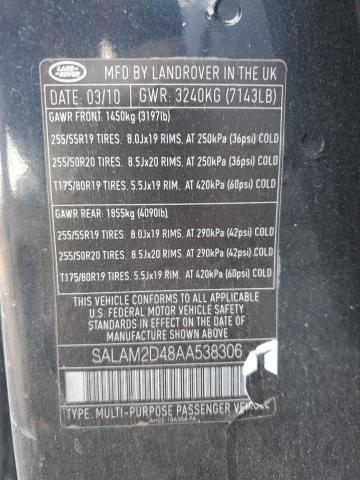 LAND-
ROVER
MFD BY LANDROVER IN THE UK
DATE: 03/10 GWR: 3240KG (7143LB)
GAWR FRONT: 1450kg (3197lb)
255/55R19 TIRES. 8.0Jx19 RIMS, AT 250kPa (36psi) COLD
255/50R20 TIRES. 8.5Jx20 RIMS, AT 250kPa (36psi) COLD
T175/80R19 TIRES. 5.5Jx19 RIM, AT 420kPa (60psi) COLD
GAWR REAR: 1855kg (4090lb)
255/55R19 TIRES. 8.0Jx19 RIMS, AT 290kPa (42psi) COLD
255/50R20 TIRES. 8.5Jx20 RIMS, AT 290kPa (42psi) COLD
T175/80R19 TIRES. 5.5Jx19 RIM, AT 420kPa (60psi) COLD
THIS VEHICLE CONFORMS TO ALL APPLICABLE
U.S. FEDERAL MOTOR VEHICLE SAFETY STANDARDS
IN EFFECT ON THE DATE OF MANUFACTURE SHOWN ABOVE
SALAM2D48AA538306
TYPE: MULTI-PURPOSE PASSENGER VEHICLE